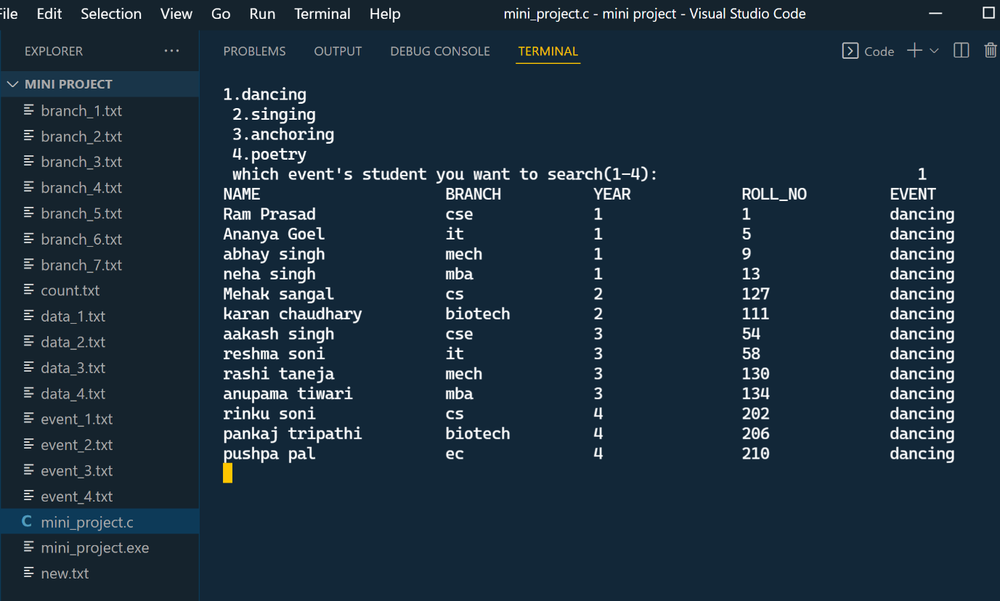 File Edit Selection View Go Run Terminal Help mini_project.c - mini project - Visual Studio Code
EXPLORER ...
MINI PROJECT
branch_1.txt
branch_2.txt
branch_3.txt
branch_4.txt
branch_5.txt
branch_6.txt
branch_7.txt
count.txt
data_1.txt
data_2.txt
data_3.txt
data_4.txt
event_1.txt
event_2.txt
event_3.txt
event_4.txt
C mini_project.c
mini_project.exe
new.txt
PROBLEMS OUTPUT DEBUG CONSOLE TERMINAL Code
1.dancing
2.singing
3.anchoring
4.poetry
which event's student you want to search(1-4): 1
NAME BRANCH YEAR ROLL_NO EVENT
Ram Prasad cse 1 1 dancing
Ananya Goel it 1 5 dancing
abhay singh mech 1 9 dancing
neha singh mba 1 13 dancing
Mehak sangal cs 2 127 dancing
karan chaudhary biotech 2 111 dancing
aakash singh cse 3 54 dancing
reshma soni it 3 58 dancing
rashi taneja mech 3 130 dancing
anupama tiwari mba 3 134 dancing
rinku soni cs 4 202 dancing
pankaj tripathi biotech 4 206 dancing
pushpa pal ec 4 210 dancing